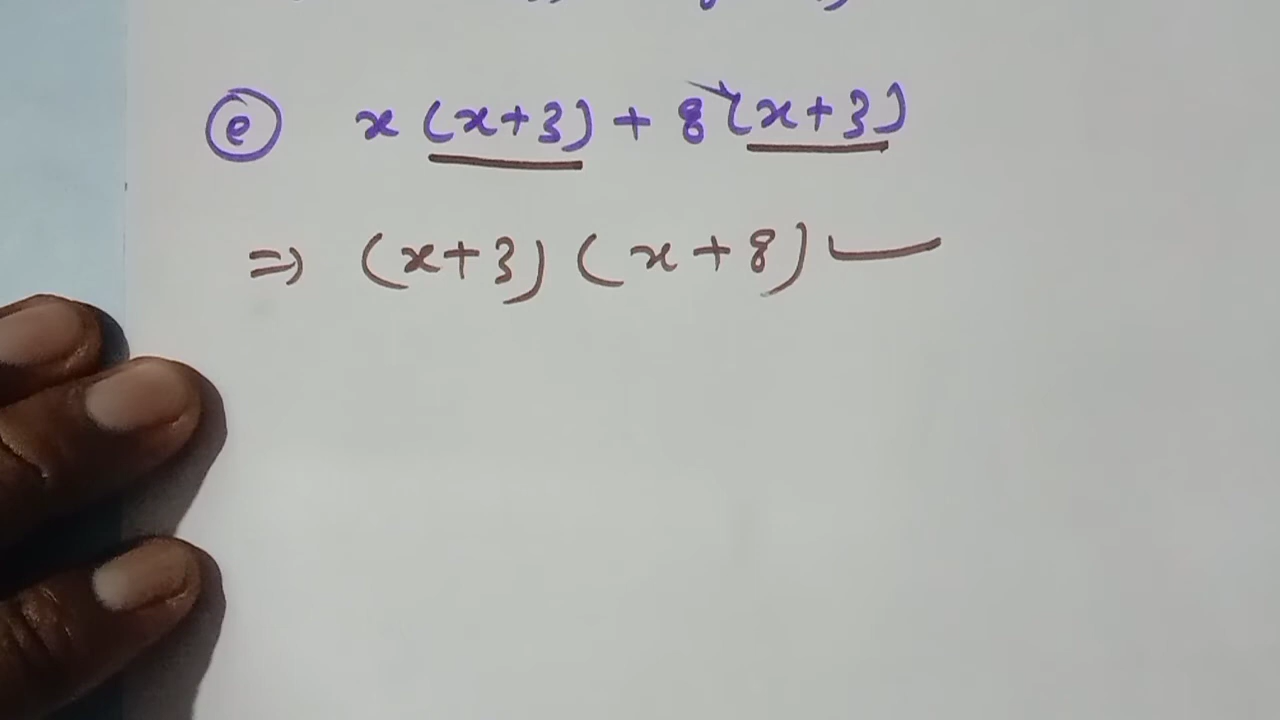 ⓔ x (x+3) + 8 (x+3)
⇒ (x+3) (x+8)